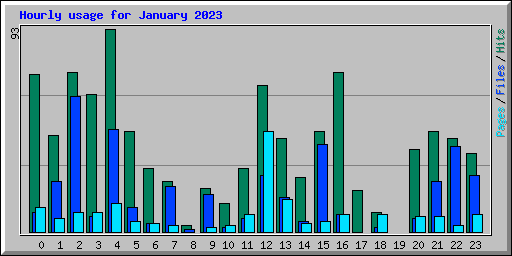 Hourly usage for January 2023
93
Pages/Files/Hits
0 1 2 3 4 5 6 7 8 9 10 11 12 13 14 15 16 17 18 19 20 21 22 23